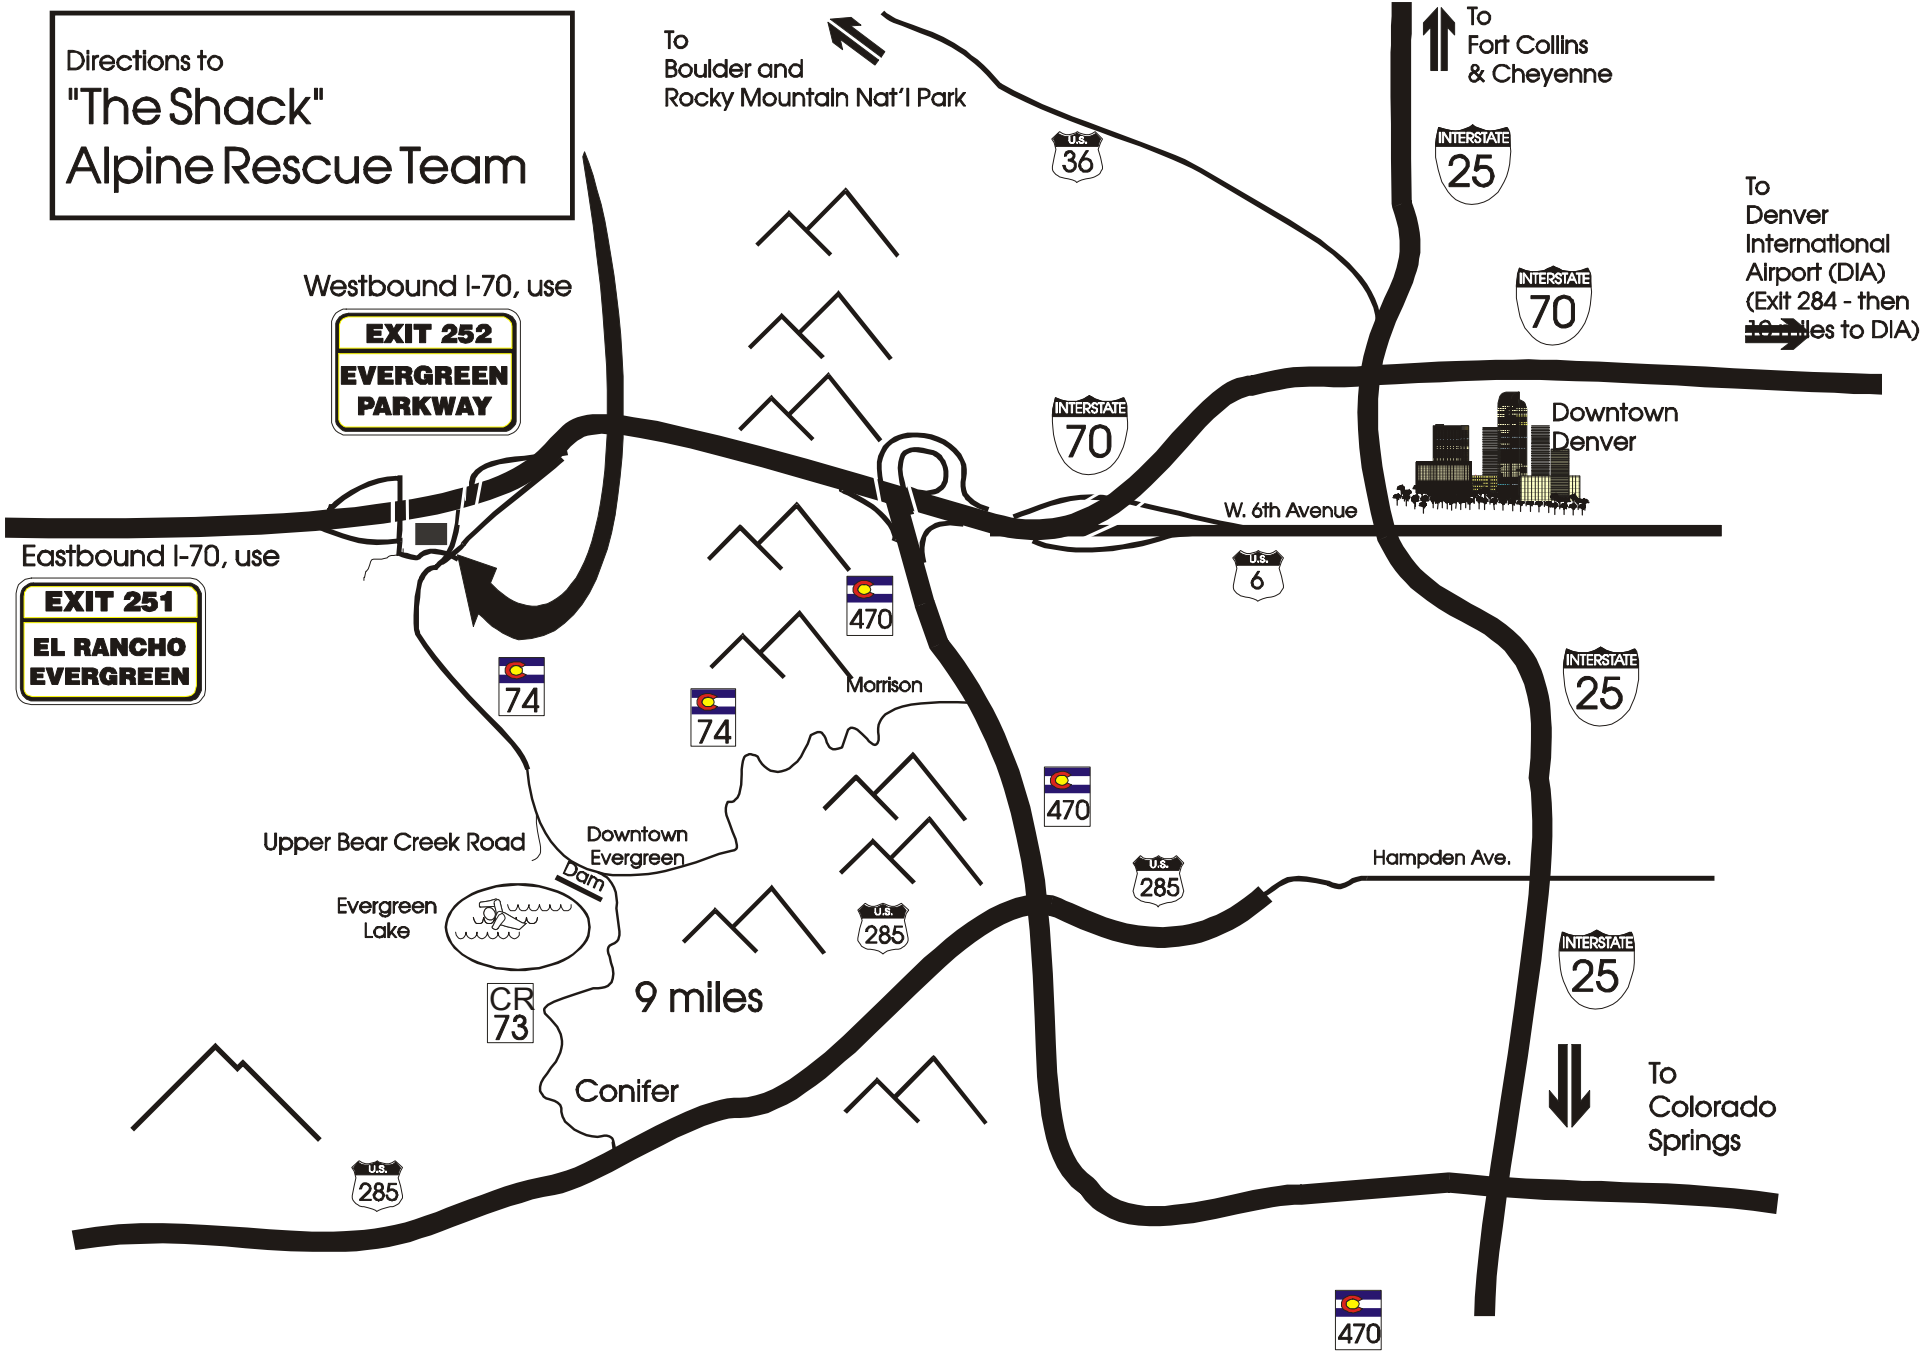 Directions to
"The Shack"
Alpine Rescue Team
To
Boulder and
Rocky Mountain Nat'l Park
To
Fort Collins
& Cheyenne
U.S.
36
INTERSTATE
25
To
Denver
International
Airport (DIA)
(Exit 284 - then
10 miles to DIA)
INTERSTATE
70
Westbound I-70, use
EXIT 252
EVERGREEN
PARKWAY
INTERSTATE
70
Downtown
Denver
W. 6th Avenue
U.S.
6
Eastbound I-70, use
EXIT 251
EL RANCHO
EVERGREEN
470
74
74
Morrison
INTERSTATE
25
470
Upper Bear Creek Road
Downtown
Evergreen
Dam
Evergreen
Lake
U.S.
285
U.S.
285
Hampden Ave.
INTERSTATE
25
CR
73
9 miles
Conifer
To
Colorado
Springs
U.S.
285
470